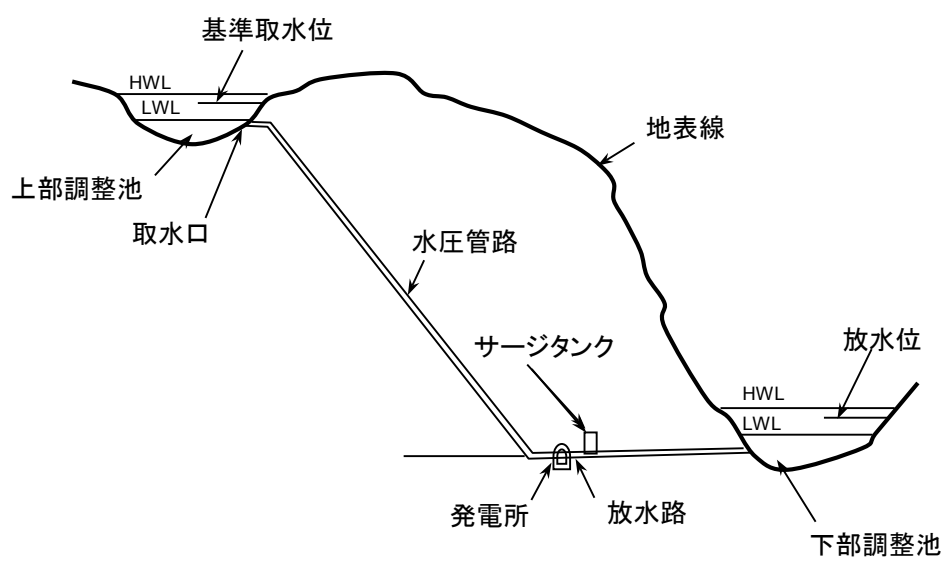 基準取水位
HWL
LWL
地表線
上部調整池
取水口
水圧管路
サージタンク
放水位
HWL
LWL
発電所
放水路
下部調整池